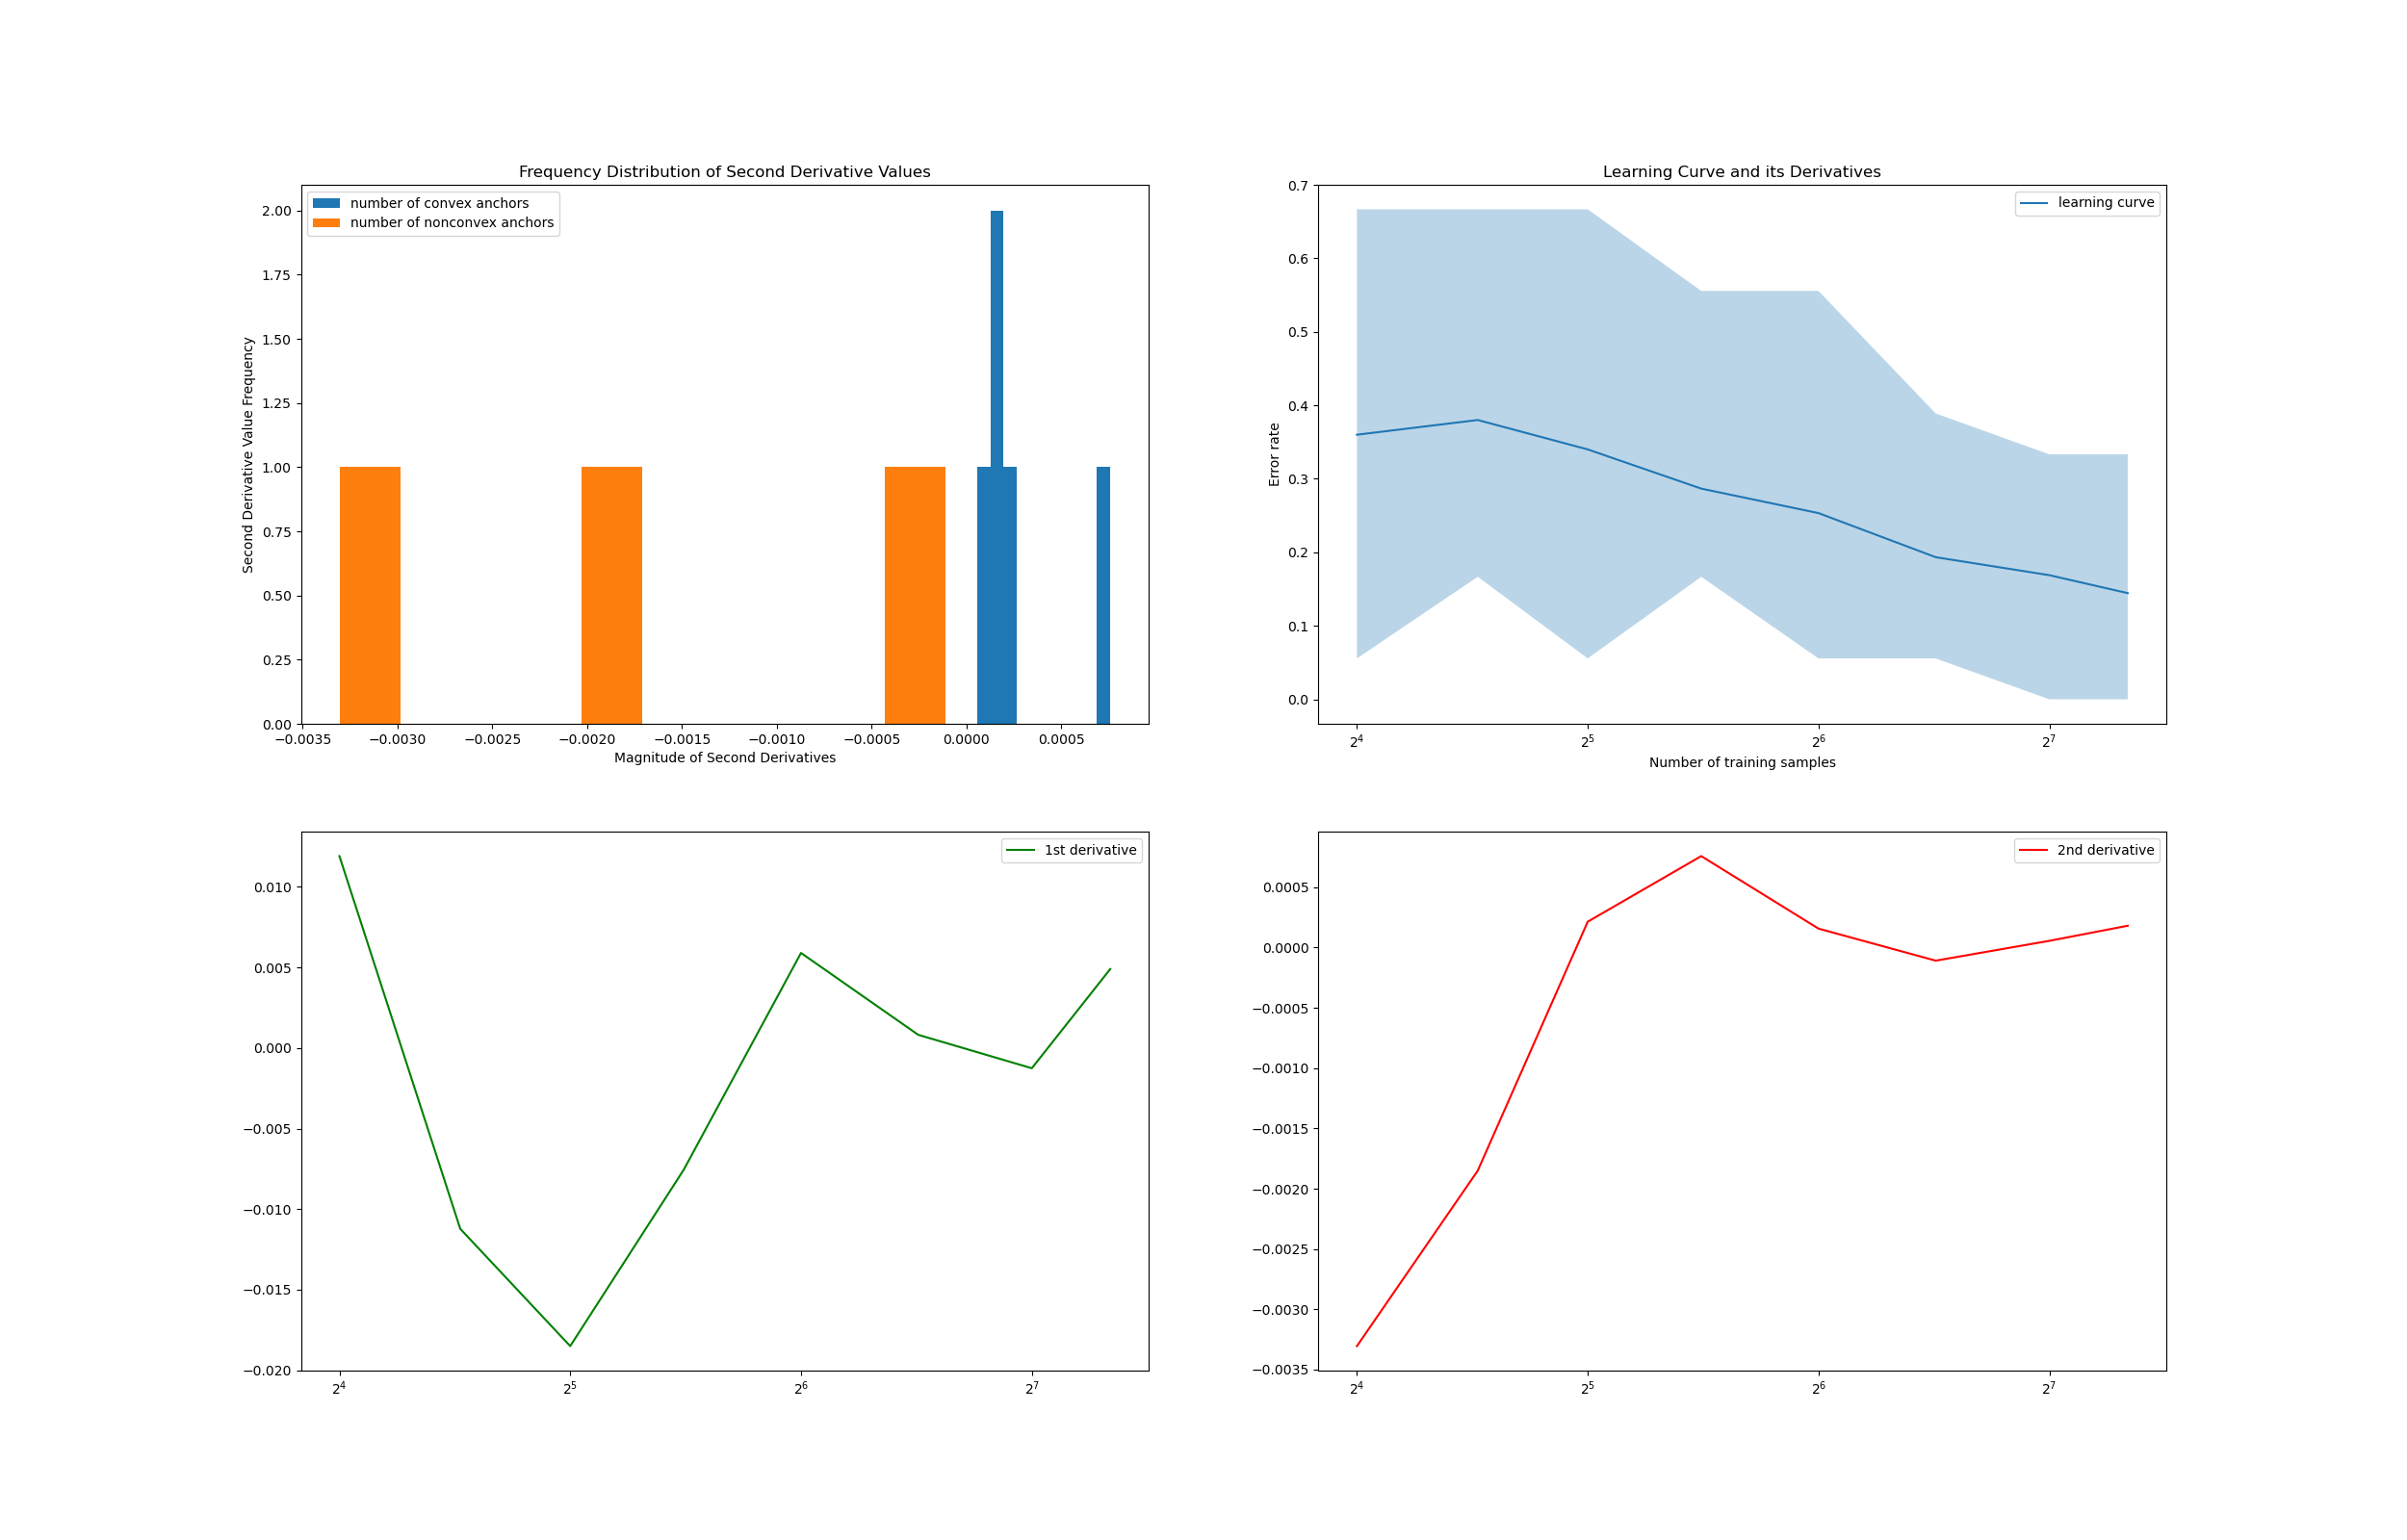 Frequency Distribution of Second Derivative Values
number of convex anchors
number of nonconvex anchors
Second Derivative Value Frequency
2.00
1.75
1.50
1.25
1.00
0.75
0.50
0.25
0.00
−0.0035 −0.0030 −0.0025 −0.0020 −0.0015 −0.0010 −0.0005 0.0000 0.0005
Magnitude of Second Derivatives
Learning Curve and its Derivatives
learning curve
Error rate
0.7
0.6
0.5
0.4
0.3
0.2
0.1
0.0
2⁴ 2⁵ 2⁶ 2⁷
Number of training samples
1st derivative
0.010
0.005
0.000
−0.005
−0.010
−0.015
−0.020
2⁴ 2⁵ 2⁶ 2⁷
2nd derivative
0.0005
0.0000
−0.0005
−0.0010
−0.0015
−0.0020
−0.0025
−0.0030
−0.0035
2⁴ 2⁵ 2⁶ 2⁷